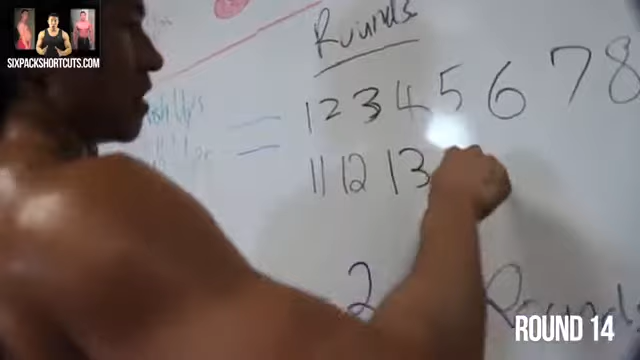 SIXPACKSHORTCUTS.COM
Rounds
1 2 3 4 5 6 7 8
11 12 13
2 Rounds
ROUND 14